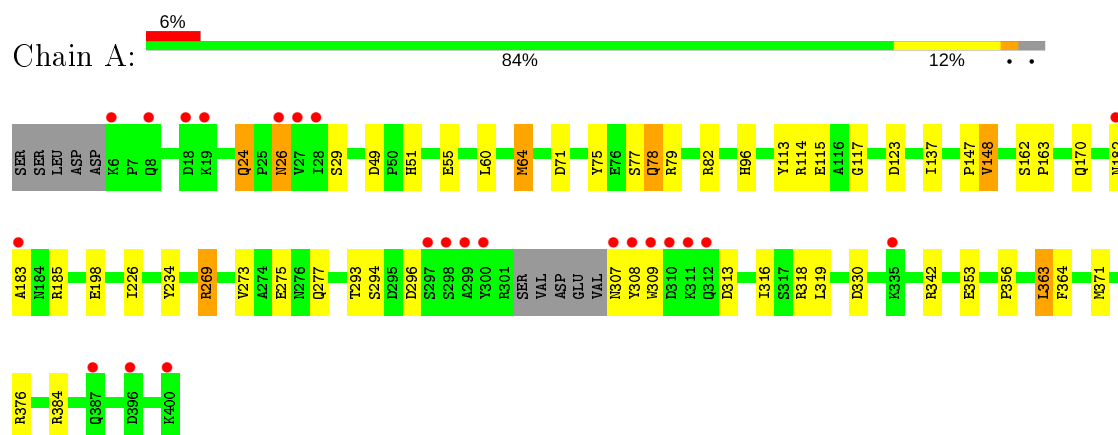 6%
Chain A:
84% 12% • •
SER SER LEU ASP ASP K6 P7 Q8 D18 K19 Q24 P25 N26 V27 I28 S29 D49 P50 H51 E55 L60 M64 D71 Y75 E76 S77 Q78 R79 R82 H96 Y113 R114 E115 A116 G117 D123 I137 P147 V148 S162 P163 Q170 N182
A183 N184 R185 E198 I226 Y234 R269 V273 A274 E275 N276 Q277 T293 S294 D295 D296 S297 S298 A299 Y300 R301 SER VAL ASP GLU VAL N307 Y308 W309 D310 K311 Q312 D313 I316 S317 R318 L319 D330 K335 R342 E353 P356 L363 F364 M371
R376 R384 Q387 D396 K400